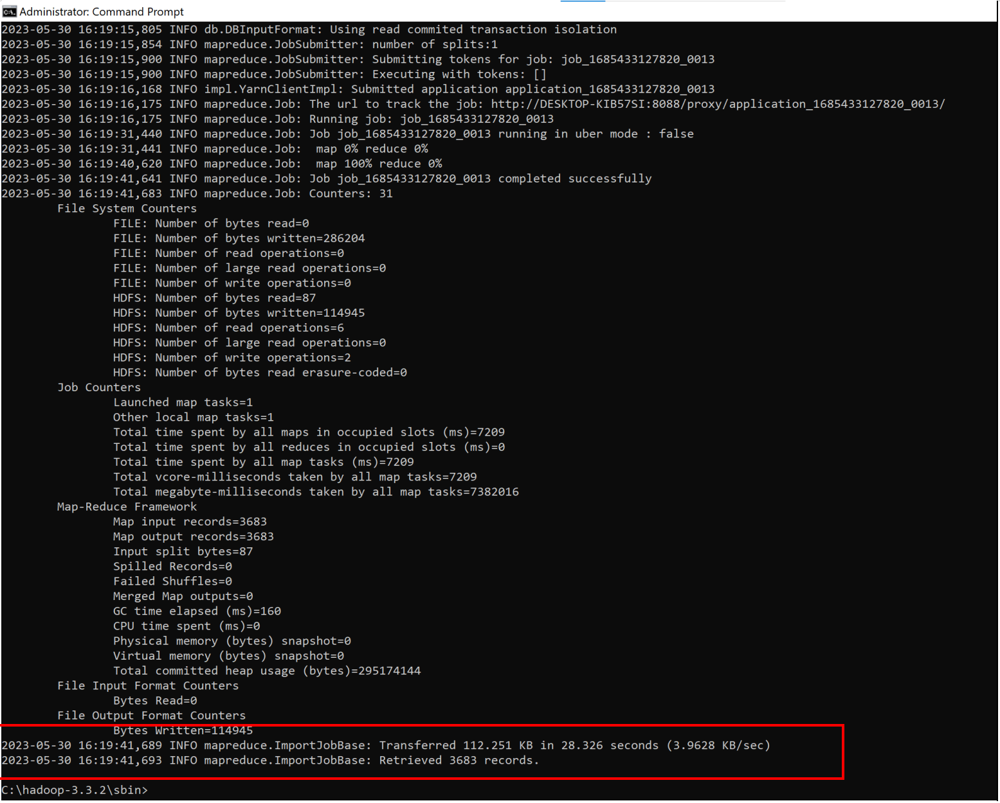 Administrator: Command Prompt
2023-05-30 16:19:15,805 INFO db.DBInputFormat: Using read commited transaction isolation
2023-05-30 16:19:15,854 INFO mapreduce.JobSubmitter: number of splits:1
2023-05-30 16:19:15,900 INFO mapreduce.JobSubmitter: Submitting tokens for job: job_1685433127820_0013
2023-05-30 16:19:15,900 INFO mapreduce.JobSubmitter: Executing with tokens: []
2023-05-30 16:19:16,168 INFO impl.YarnClientImpl: Submitted application application_1685433127820_0013
2023-05-30 16:19:16,175 INFO mapreduce.Job: The url to track the job: http://DESKTOP-KIB57SI:8088/proxy/application_1685433127820_0013/
2023-05-30 16:19:16,175 INFO mapreduce.Job: Running job: job_1685433127820_0013
2023-05-30 16:19:31,440 INFO mapreduce.Job: Job job_1685433127820_0013 running in uber mode : false
2023-05-30 16:19:31,441 INFO mapreduce.Job:  map 0% reduce 0%
2023-05-30 16:19:40,620 INFO mapreduce.Job:  map 100% reduce 0%
2023-05-30 16:19:41,641 INFO mapreduce.Job: Job job_1685433127820_0013 completed successfully
2023-05-30 16:19:41,683 INFO mapreduce.Job: Counters: 31
File System Counters
FILE: Number of bytes read=0
FILE: Number of bytes written=286204
FILE: Number of read operations=0
FILE: Number of large read operations=0
FILE: Number of write operations=0
HDFS: Number of bytes read=87
HDFS: Number of bytes written=114945
HDFS: Number of read operations=6
HDFS: Number of large read operations=0
HDFS: Number of write operations=2
HDFS: Number of bytes read erasure-coded=0
Job Counters
Launched map tasks=1
Other local map tasks=1
Total time spent by all maps in occupied slots (ms)=7209
Total time spent by all reduces in occupied slots (ms)=0
Total time spent by all map tasks (ms)=7209
Total vcore-milliseconds taken by all map tasks=7209
Total megabyte-milliseconds taken by all map tasks=7382016
Map-Reduce Framework
Map input records=3683
Map output records=3683
Input split bytes=87
Spilled Records=0
Failed Shuffles=0
Merged Map outputs=0
GC time elapsed (ms)=160
CPU time spent (ms)=0
Physical memory (bytes) snapshot=0
Virtual memory (bytes) snapshot=0
Total committed heap usage (bytes)=295174144
File Input Format Counters
Bytes Read=0
File Output Format Counters
Bytes Written=114945
2023-05-30 16:19:41,689 INFO mapreduce.ImportJobBase: Transferred 112.251 KB in 28.326 seconds (3.9628 KB/sec)
2023-05-30 16:19:41,693 INFO mapreduce.ImportJobBase: Retrieved 3683 records.
C:\hadoop-3.3.2\sbin>